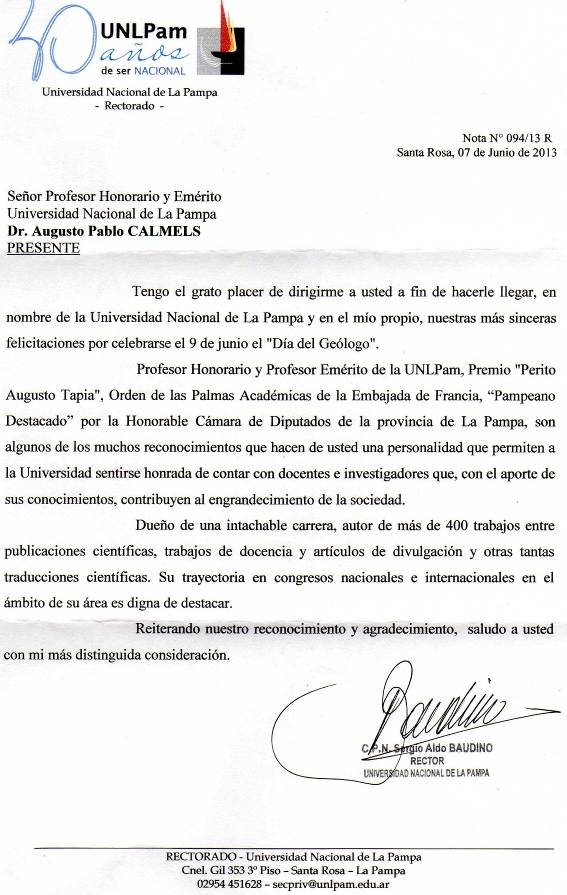 40 UNLPam
años
de ser NACIONAL
Universidad Nacional de La Pampa
- Rectorado -
Nota N° 094/13 R
Santa Rosa, 07 de Junio de 2013
Señor Profesor Honorario y Emérito
Universidad Nacional de La Pampa
Dr. Augusto Pablo CALMELS
PRESENTE
Tengo el grato placer de dirigirme a usted a fin de hacerle llegar, en
nombre de la Universidad Nacional de La Pampa y en el mío propio, nuestras más sinceras
felicitaciones por celebrarse el 9 de junio el "Día del Geólogo".
Profesor Honorario y Profesor Emérito de la UNLPam, Premio "Perito
Augusto Tapia", Orden de las Palmas Académicas de la Embajada de Francia, “Pampeano
Destacado” por la Honorable Cámara de Diputados de la provincia de La Pampa, son
algunos de los muchos reconocimientos que hacen de usted una personalidad que permiten a
la Universidad sentirse honrada de contar con docentes e investigadores que, con el aporte de
sus conocimientos, contribuyen al engrandecimiento de la sociedad.
Dueño de una intachable carrera, autor de más de 400 trabajos entre
publicaciones científicas, trabajos de docencia y artículos de divulgación y otras tantas
traducciones científicas. Su trayectoria en congresos nacionales e internacionales en el
ámbito de su área es digna de destacar.
Reiterando nuestro reconocimiento y agradecimiento, saludo a usted
con mi más distinguida consideración.
Baudino
C.P.N. Sergio Aldo BAUDINO
RECTOR
UNIVERSIDAD NACIONAL DE LA PAMPA
RECTORADO - Universidad Nacional de La Pampa
Cnel. Gil 353 3º Piso – Santa Rosa – La Pampa
02954 451628 – secpriv@unlpam.edu.ar